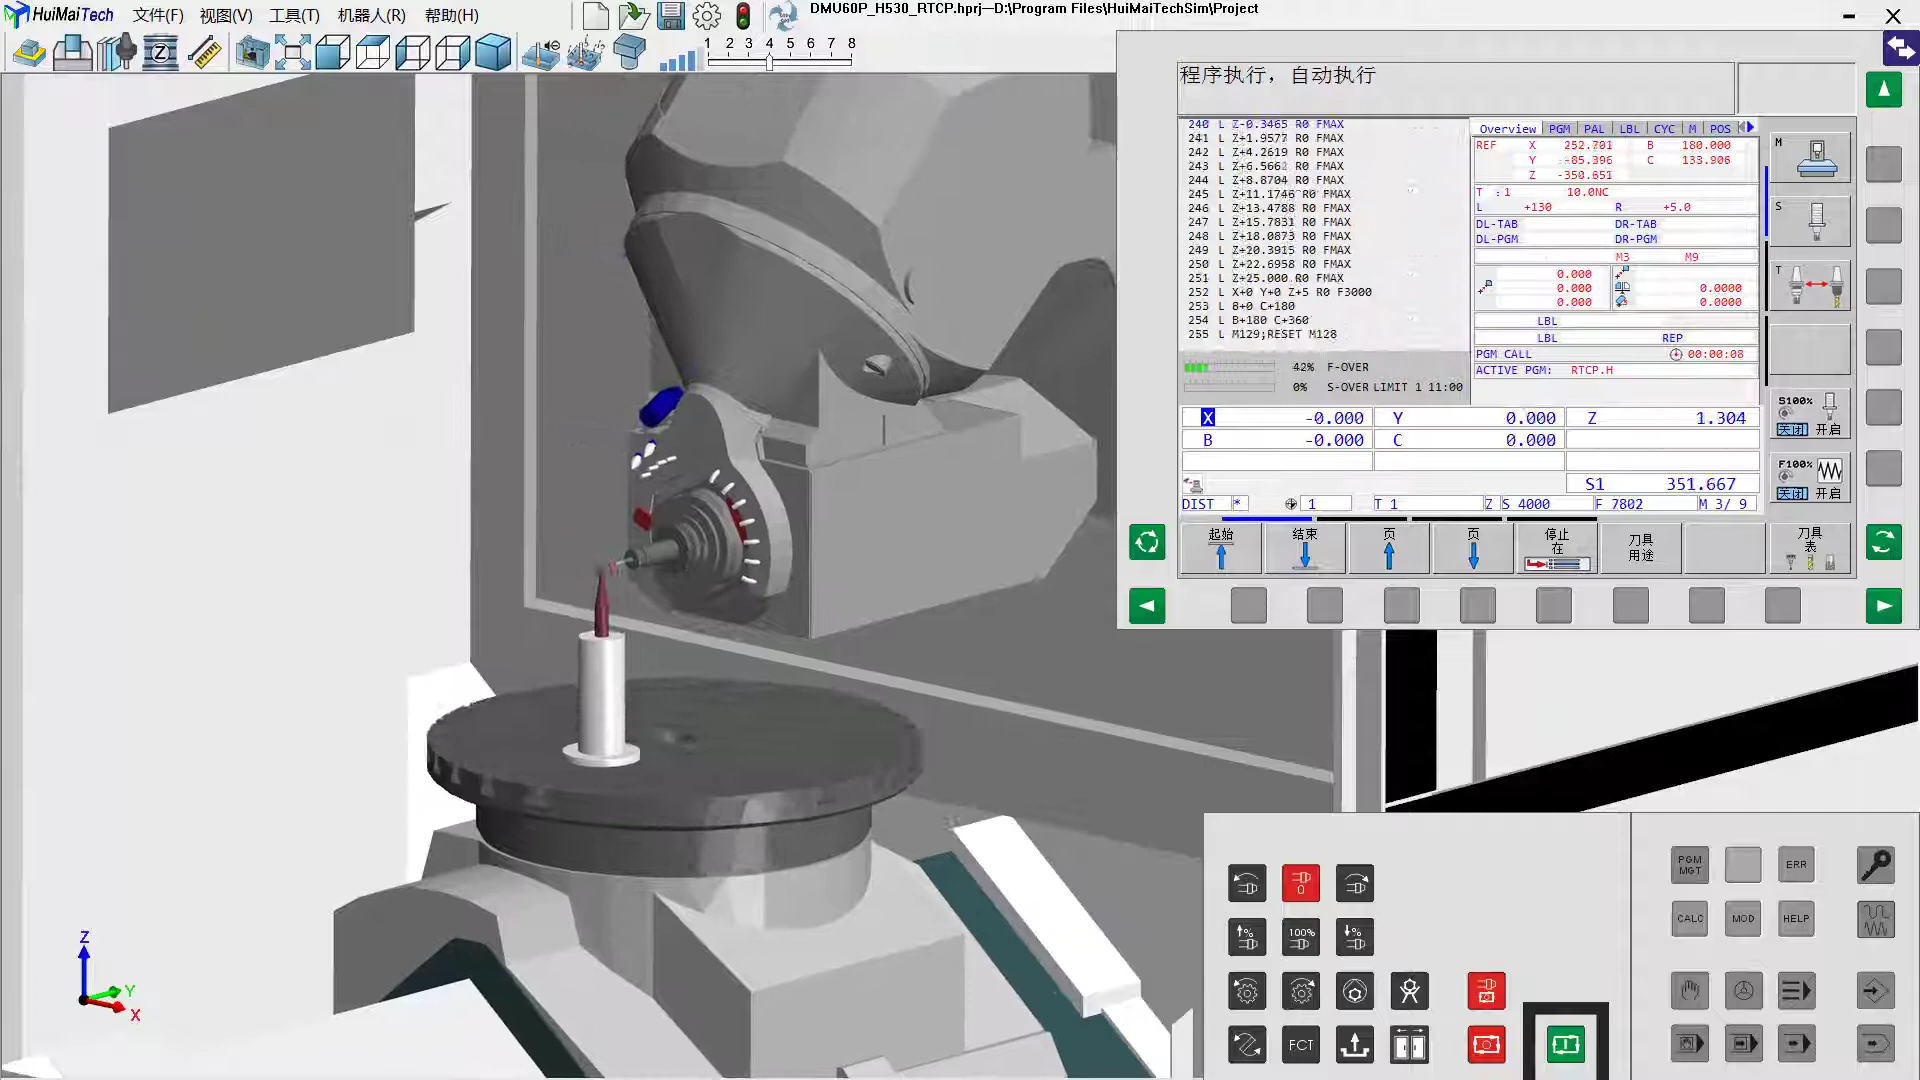 HuiMaiTech 文件(F) 视图(V) 工具(T) 机器人(R) 帮助(H)
DMU60P_H530_RTCP.hprj—D:\Program Files\HuiMaiTechSim\Project
1 2 3 4 5 6 7 8
程序执行，自动执行
240 L Z-0.3465 R0 FMAX
241 L Z+1.9577 R0 FMAX
242 L Z+4.2619 R0 FMAX
243 L Z+6.5662 R0 FMAX
244 L Z+8.8704 R0 FMAX
245 L Z+11.1746 R0 FMAX
246 L Z+13.4788 R0 FMAX
247 L Z+15.7831 R0 FMAX
248 L Z+18.0873 R0 FMAX
249 L Z+20.3915 R0 FMAX
250 L Z+22.6958 R0 FMAX
251 L Z+25.000 R0 FMAX
252 L X+0 Y+0 Z+5 R0 F3000
253 L B+0 C+180
254 L B+180 C+360
255 L M129;RESET M128
42% F-OVER
0% S-OVER LIMIT 1 11:00
Overview PGM PAL LBL CYC M POS
REF X 252.701 B 180.000
Y -85.396 C 133.906
Z -350.651
T : 1 10.0NC
L +130 R +5.0
DL-TAB DR-TAB
DL-PGM DR-PGM
M3 M9
0.000
0.000 0.0000
0.000 0.0000
LBL
LBL REP
PGM CALL 00:00:08
ACTIVE PGM: RTCP.H
X -0.000 Y 0.000 Z 1.304
B -0.000 C 0.000
S1 351.667
DIST * 1 T 1 Z S 4000 F 7802 M 3/ 9
起始 结束 页 页 停止在 刀具用途 刀具表
M
S
T
S100%
关闭 开启
F100%
关闭 开启
0
% 100% %
FCT
PGM MGT ERR
CALC MOD HELP
Z
Y
X